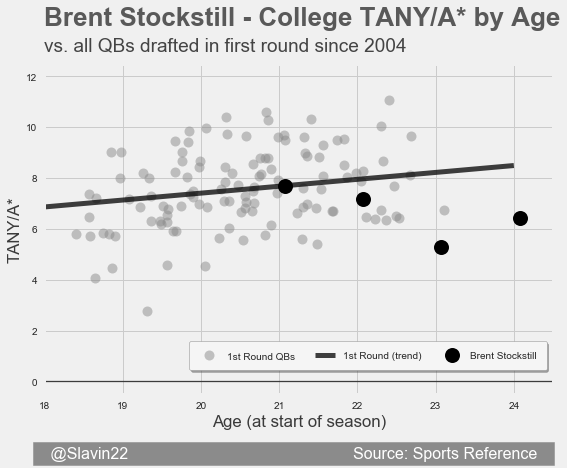 Brent Stockstill - College TANY/A* by Age
vs. all QBs drafted in first round since 2004
12
10
8
6
4
2
0
TANY/A*
1st Round QBs 1st Round (trend) Brent Stockstill
18 19 20 21 22 23 24
Age (at start of season)
@Slavin22 Source: Sports Reference